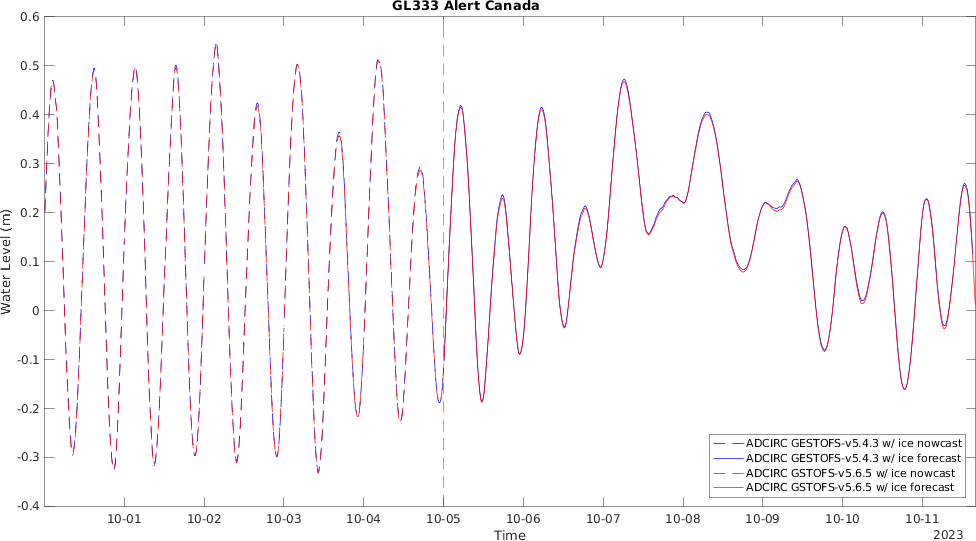 GL333 Alert Canada
0.6
0.5
0.4
0.3
0.2
0.1
0
-0.1
-0.2
-0.3
-0.4
Water Level (m)
10-01 10-02 10-03 10-04 10-05 10-06 10-07 10-08 10-09 10-10 10-11
Time
2023
ADCIRC GESTOFS-v5.4.3 w/ ice nowcast
ADCIRC GESTOFS-v5.4.3 w/ ice forecast
ADCIRC GSTOFS-v5.6.5 w/ ice nowcast
ADCIRC GSTOFS-v5.6.5 w/ ice forecast